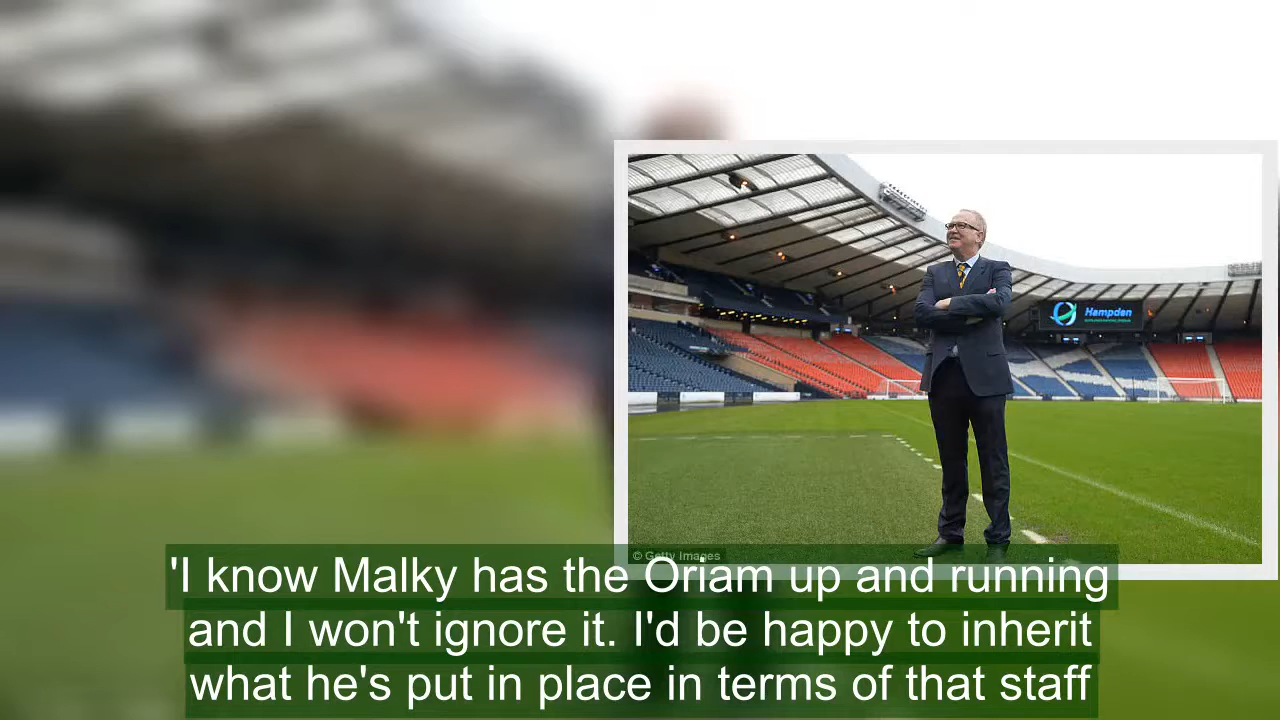 Hampden
© Getty Images
'I know Malky has the Oriam up and running
and I won't ignore it. I'd be happy to inherit
what he's put in place in terms of that staff